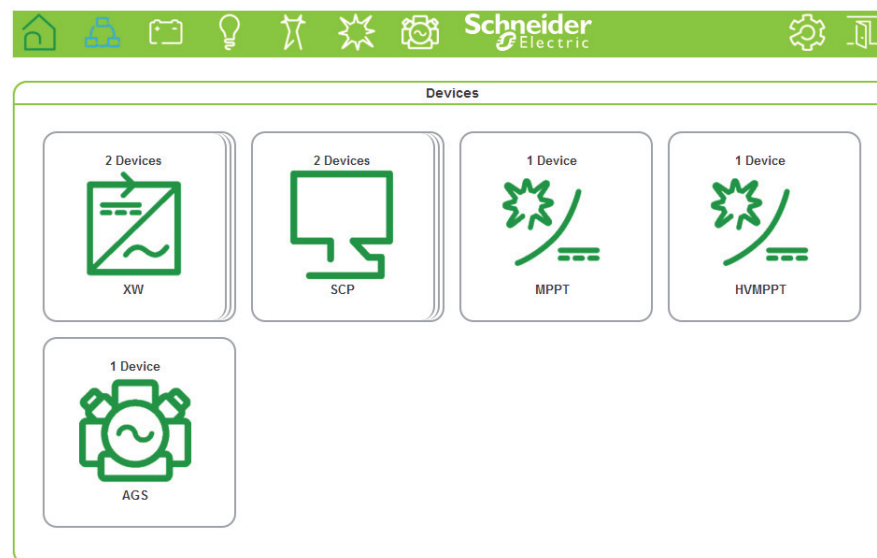 Schneider
Electric
Devices
2 Devices
XW
2 Devices
SCP
1 Device
MPPT
1 Device
HVMPPT
1 Device
AGS